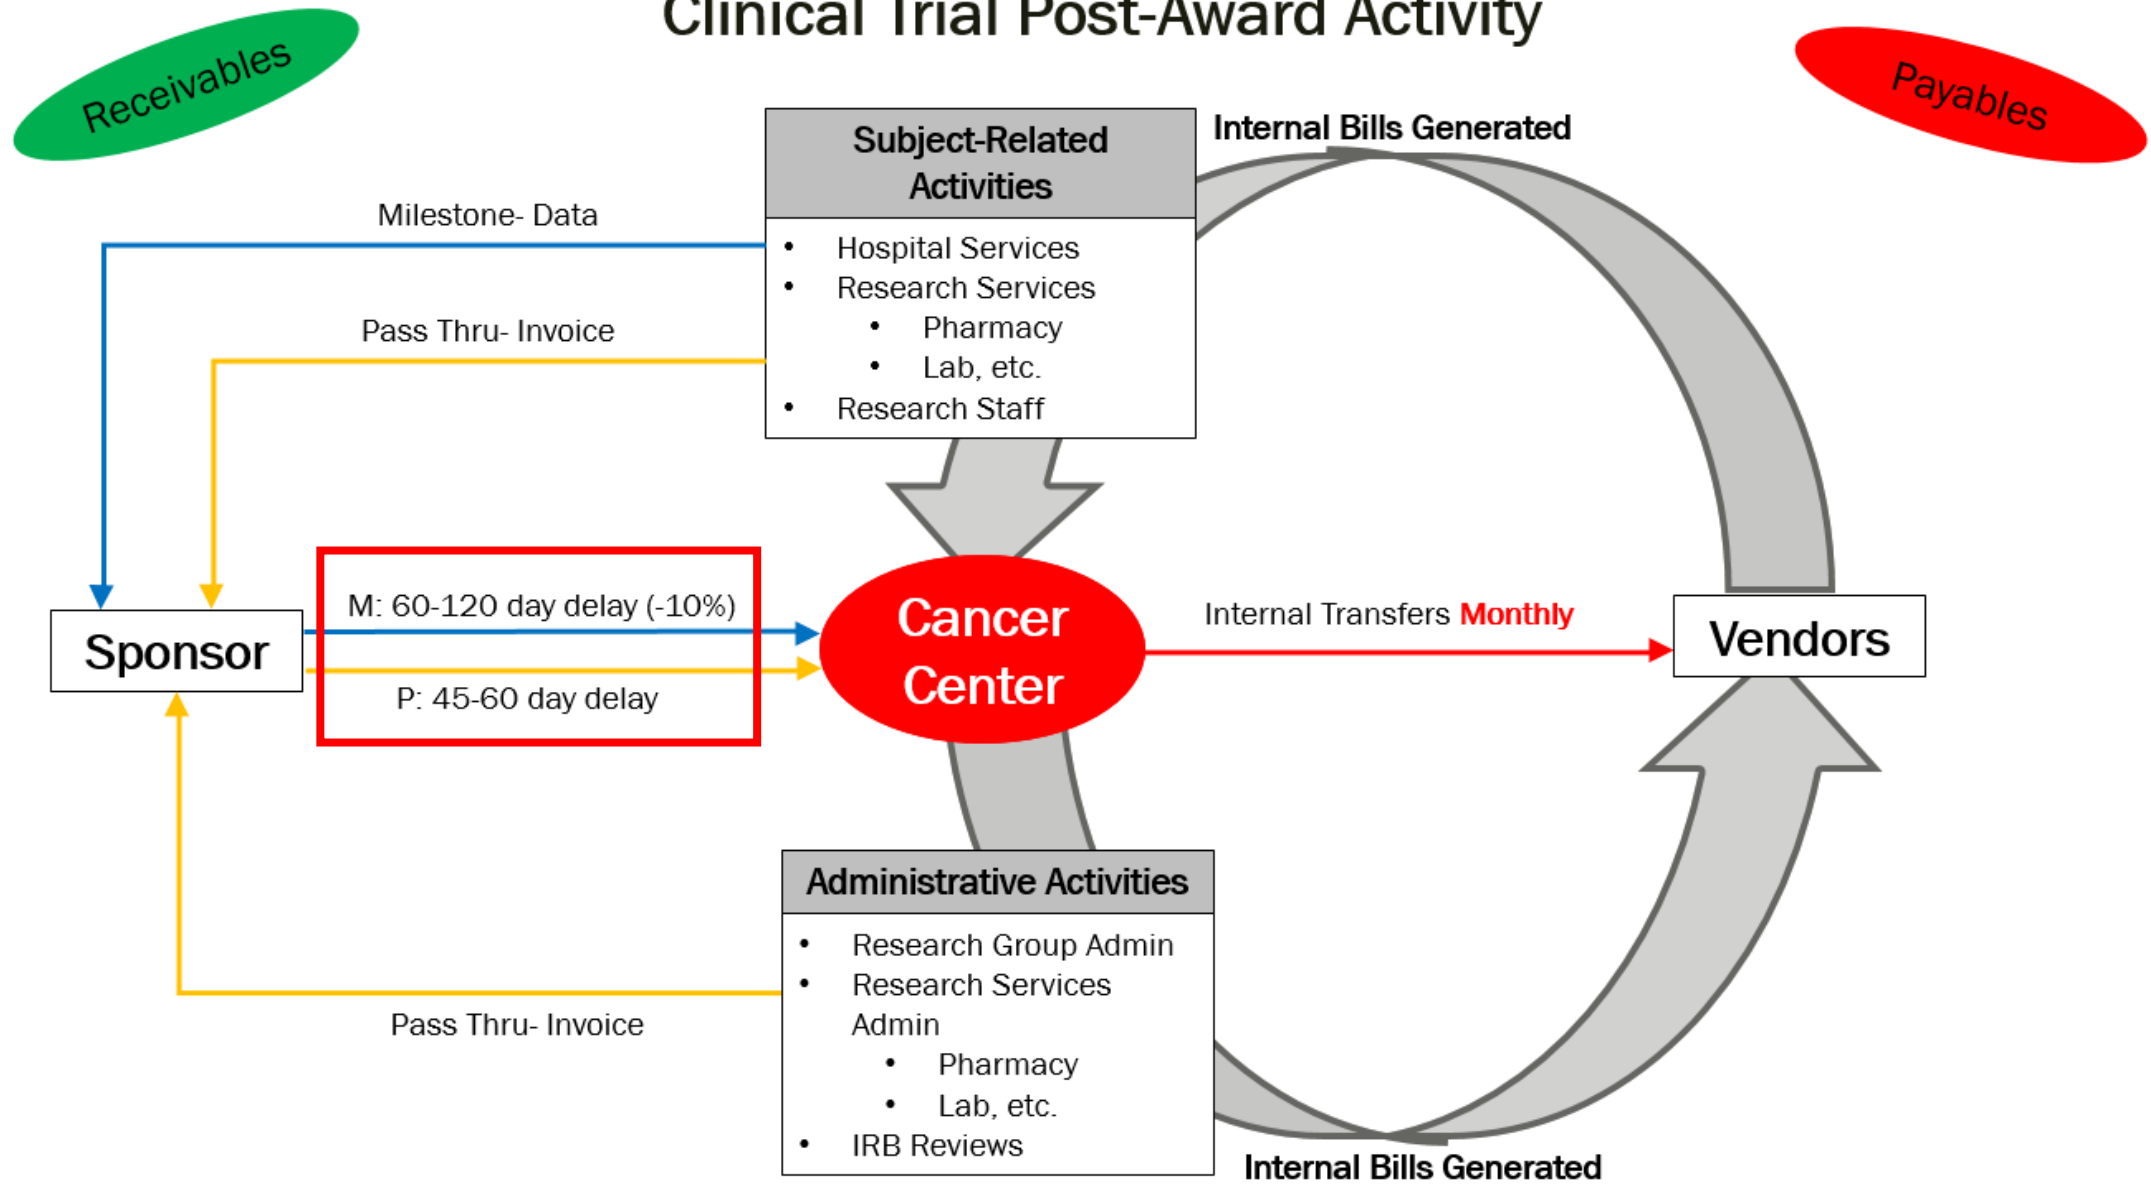 Clinical Trial Post-Award Activity
Receivables
Payables
Subject-Related
Activities
Internal Bills Generated
Milestone- Data
• Hospital Services
• Research Services
• Pharmacy
• Lab, etc.
• Research Staff
Pass Thru- Invoice
M: 60-120 day delay (-10%)
Sponsor
P: 45-60 day delay
Cancer
Center
Internal Transfers Monthly
Vendors
Administrative Activities
• Research Group Admin
• Research Services
Admin
• Pharmacy
• Lab, etc.
• IRB Reviews
Pass Thru- Invoice
Internal Bills Generated